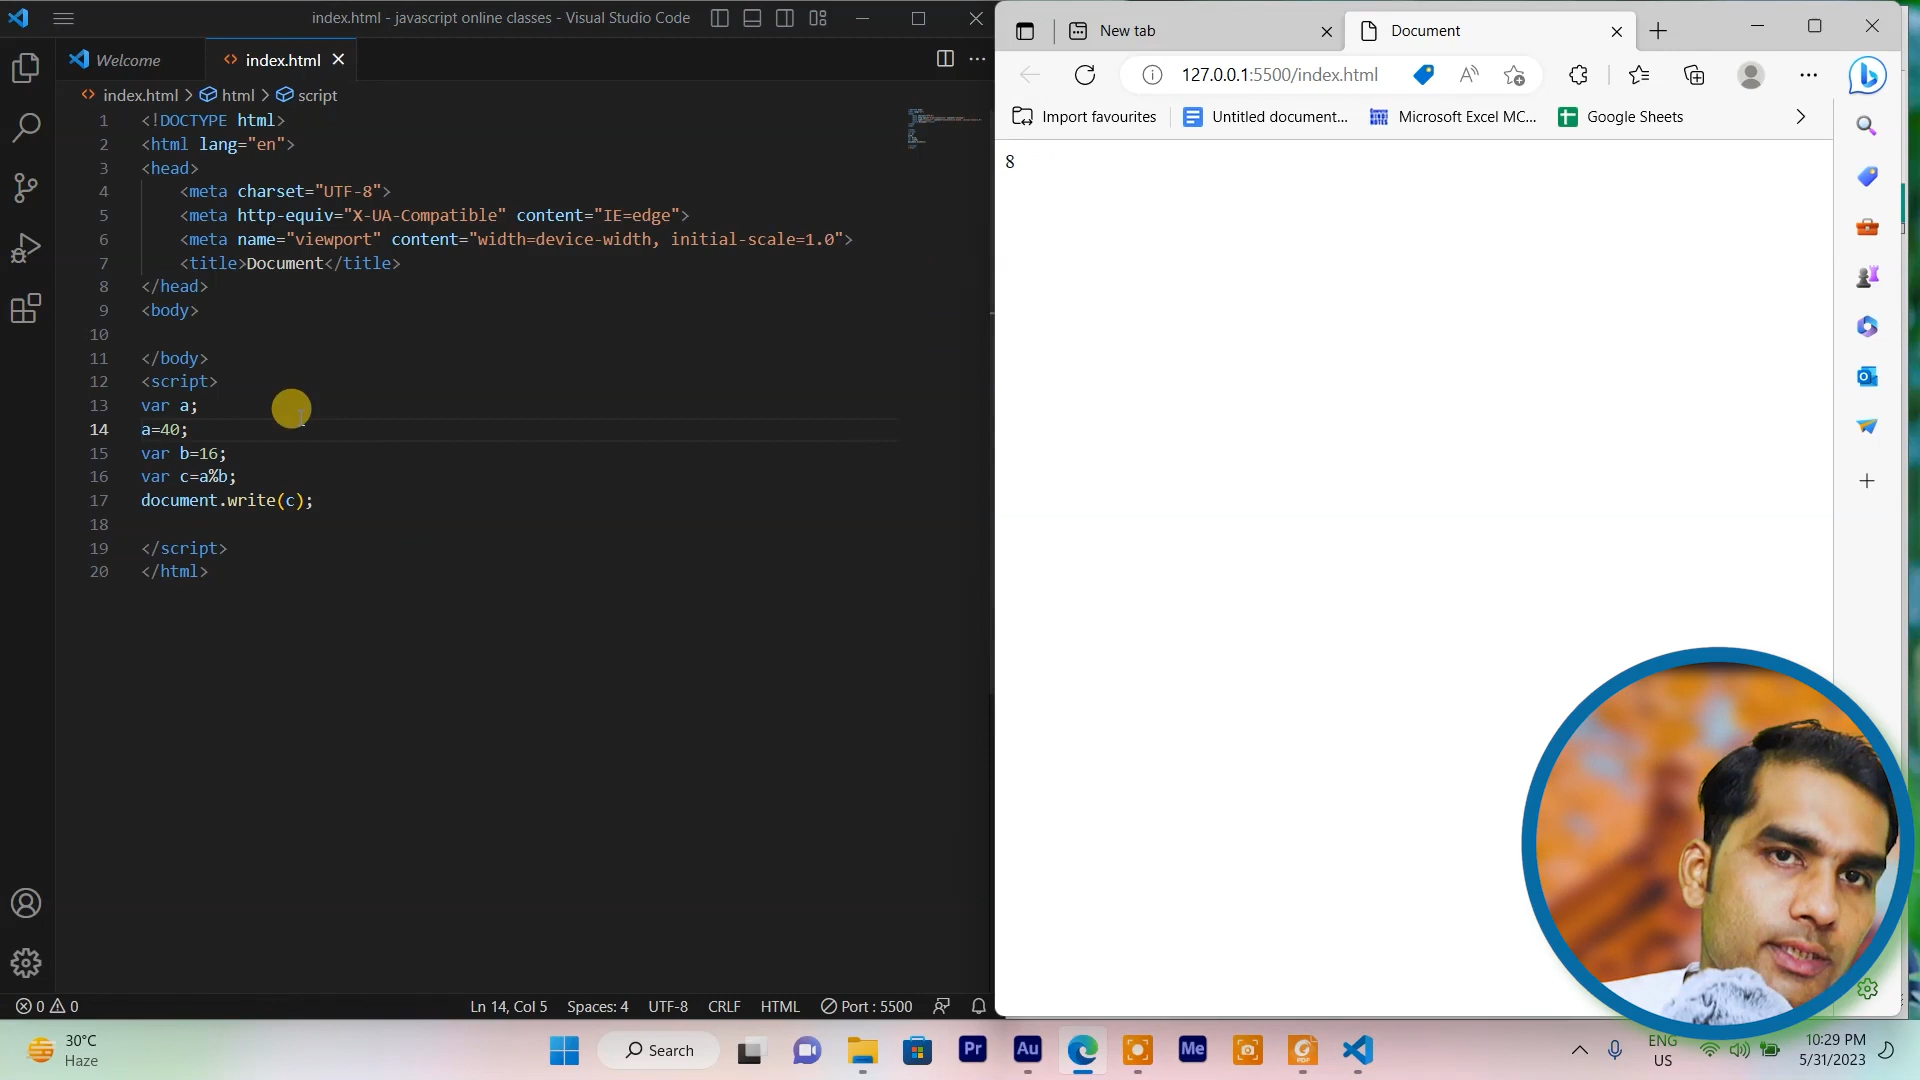 index.html - javascript online classes - Visual Studio Code
Welcome
index.html
index.html > html > script
1 <!DOCTYPE html>
2 <html lang="en">
3 <head>
4 <meta charset="UTF-8">
5 <meta http-equiv="X-UA-Compatible" content="IE=edge">
6 <meta name="viewport" content="width=device-width, initial-scale=1.0">
7 <title>Document</title>
8 </head>
9 <body>
10
11 </body>
12 <script>
13 var a;
14 a=40;
15 var b=16;
16 var c=a%b;
17 document.write(c);
18
19 </script>
20 </html>
0 0
Ln 14, Col 5 Spaces: 4 UTF-8 CRLF HTML Port : 5500
New tab
Document
127.0.0.1:5500/index.html
Import favourites Untitled document... Microsoft Excel MC... Google Sheets
8
30°C
Haze
Search
Pr Au Me
ENG
US
10:29 PM
5/31/2023